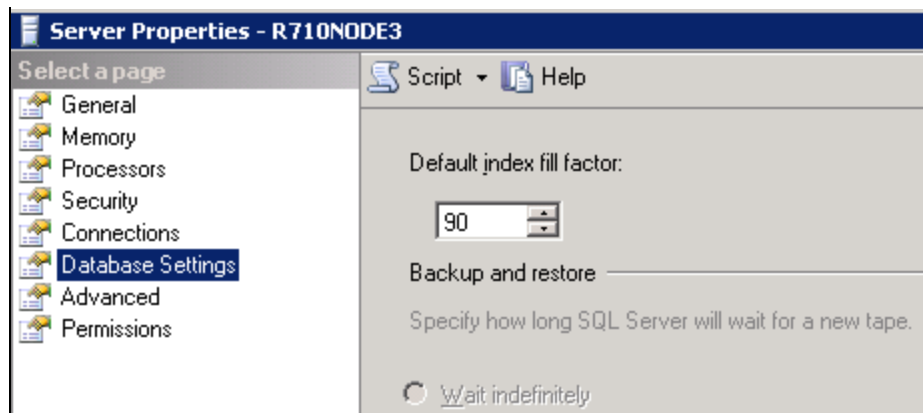 Server Properties - R710NODE3
Select a page
General
Memory
Processors
Security
Connections
Database Settings
Advanced
Permissions
Script Help
Default index fill factor:
90
Backup and restore
Specify how long SQL Server will wait for a new tape.
Wait indefinitely